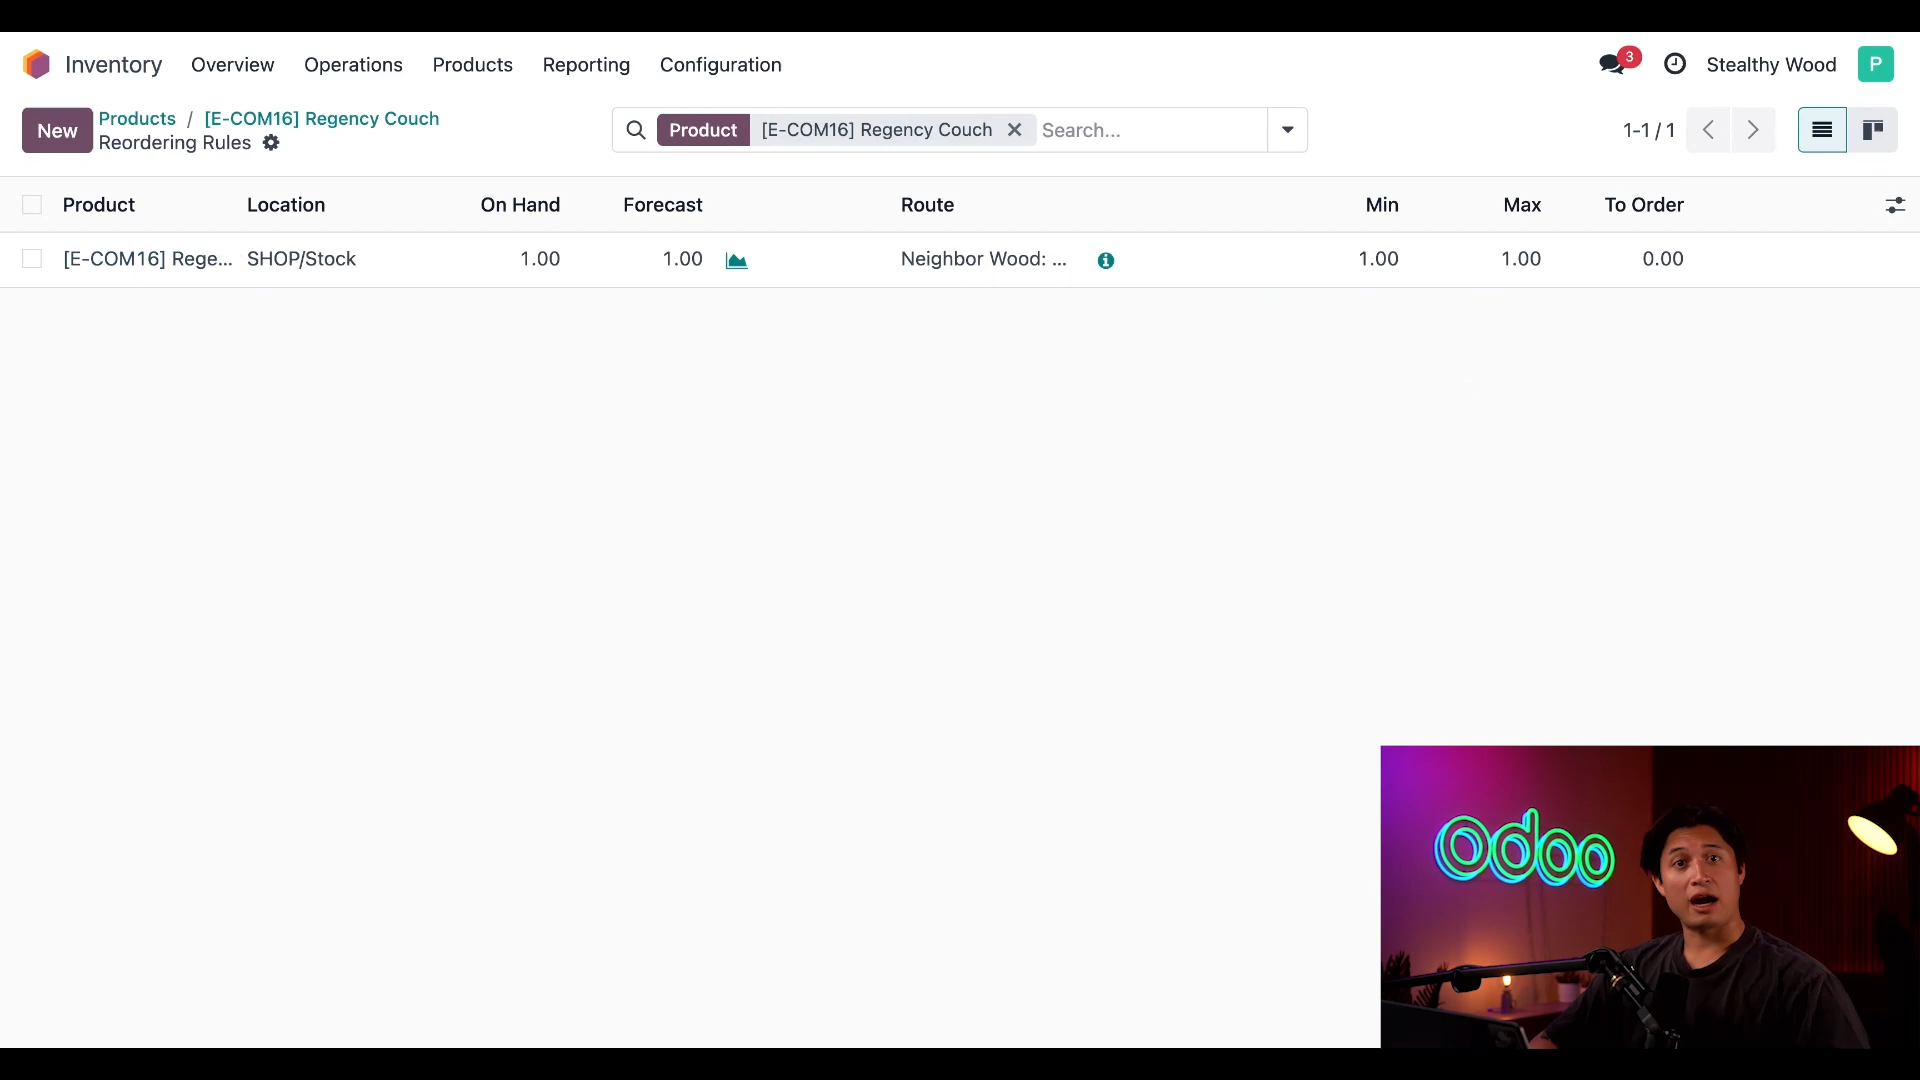 Inventory Overview Operations Products Reporting Configuration 3 Stealthy Wood P
New Products / [E-COM16] Regency Couch
Reordering Rules
Product [E-COM16] Regency Couch Search... 1-1 / 1
Product Location On Hand Forecast Route Min Max To Order
[E-COM16] Rege... SHOP/Stock 1.00 1.00 Neighbor Wood: ... 1.00 1.00 0.00
odoo